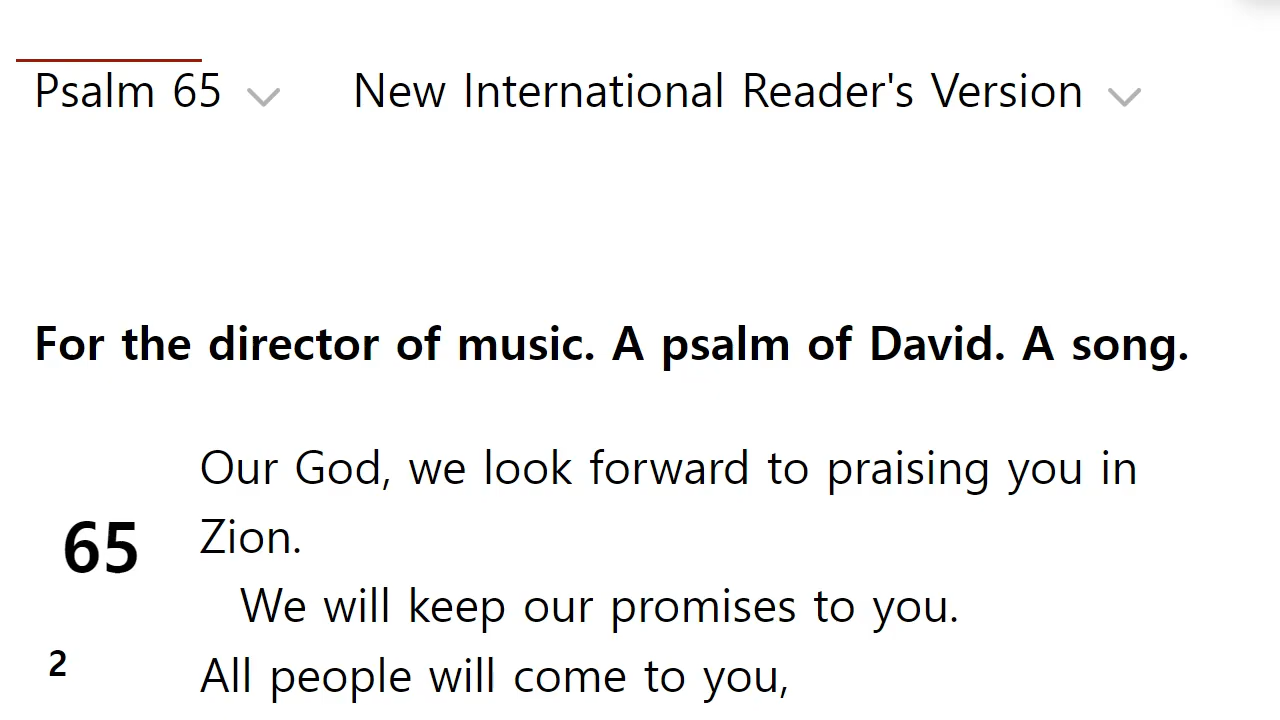 Psalm 65 New International Reader's Version
For the director of music. A psalm of David. A song.
Our God, we look forward to praising you in
65 Zion.
We will keep our promises to you.
2 All people will come to you,